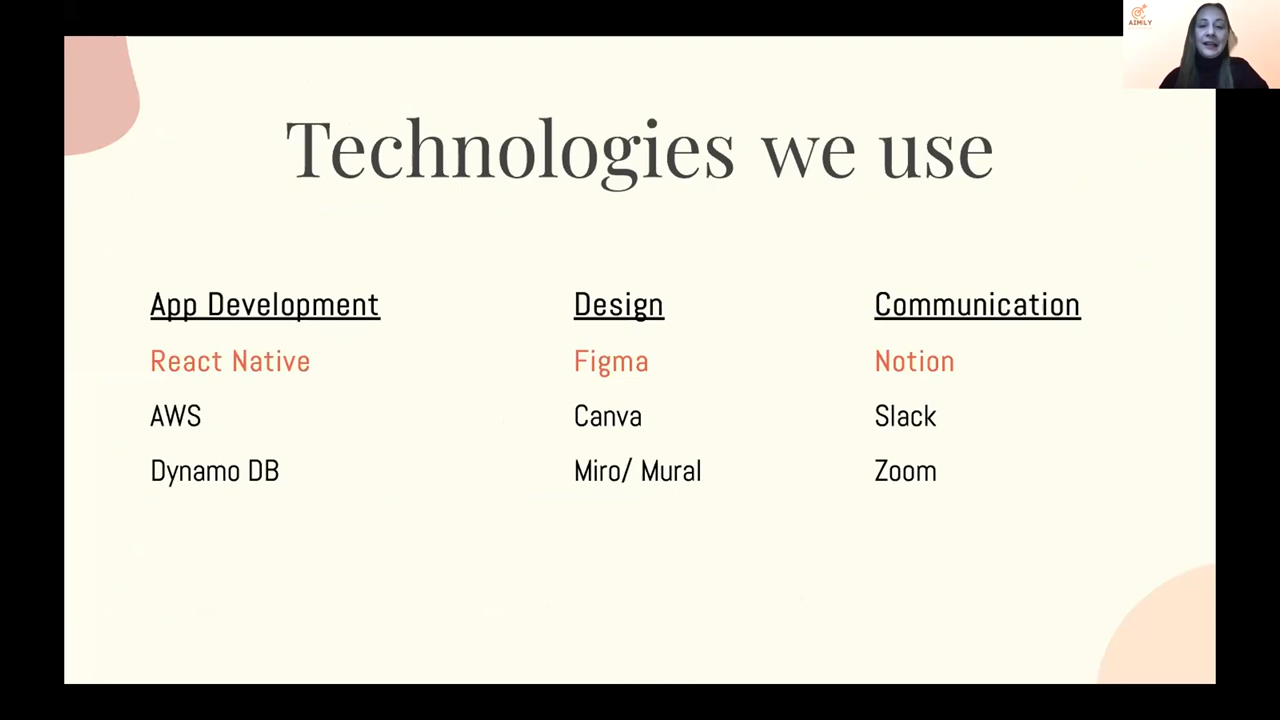 AIMILY
Technologies we use
App Development
React Native
AWS
Dynamo DB
Design
Figma
Canva
Miro/ Mural
Communication
Notion
Slack
Zoom